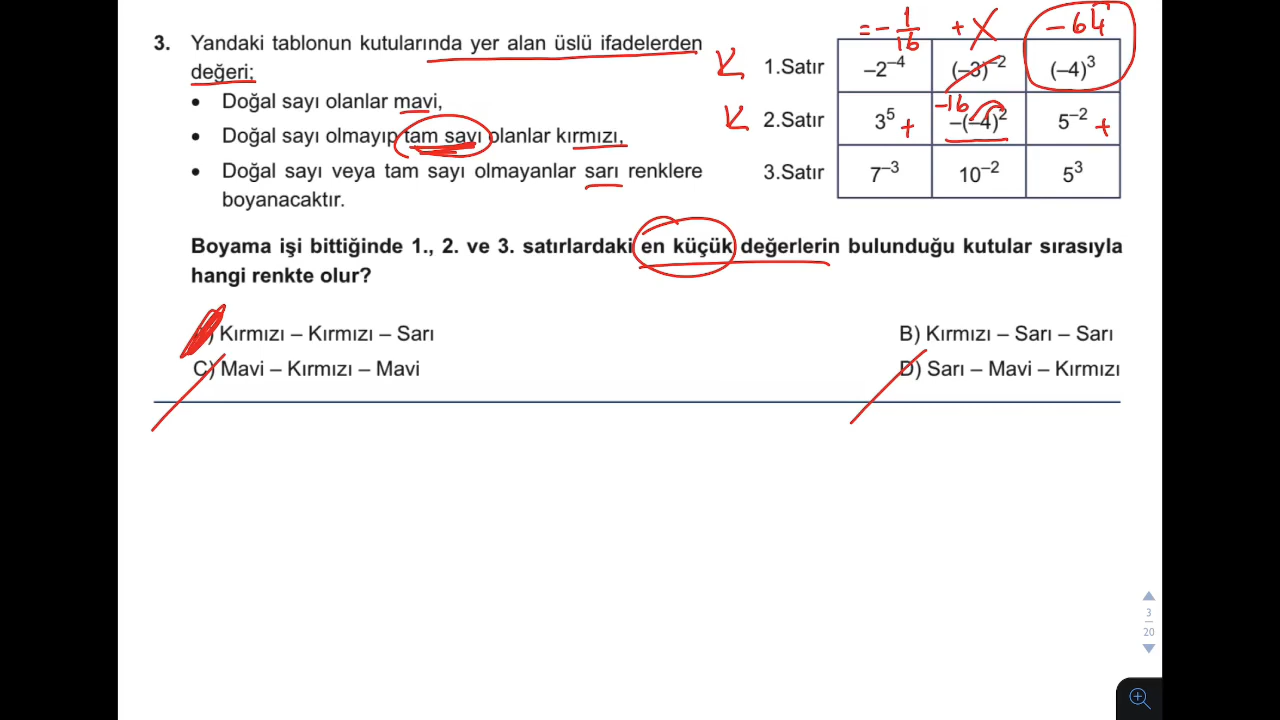 = - 1/16 + X -64
3. Yandaki tablonun kutularında yer alan üslü ifadelerden
değeri;
1.Satır –2⁻⁴ (–3)⁻² (–4)³
• Doğal sayı olanlar mavi,
-16
2.Satır 3⁵ + –(–4)² 5⁻² +
• Doğal sayı olmayıp tam sayı olanlar kırmızı,
• Doğal sayı veya tam sayı olmayanlar sarı renklere
boyanacaktır.
3.Satır 7⁻³ 10⁻² 5³
Boyama işi bittiğinde 1., 2. ve 3. satırlardaki en küçük değerlerin bulunduğu kutular sırasıyla
hangi renkte olur?
) Kırmızı – Kırmızı – Sarı
B) Kırmızı – Sarı – Sarı
C) Mavi – Kırmızı – Mavi
D) Sarı – Mavi – Kırmızı
3
20